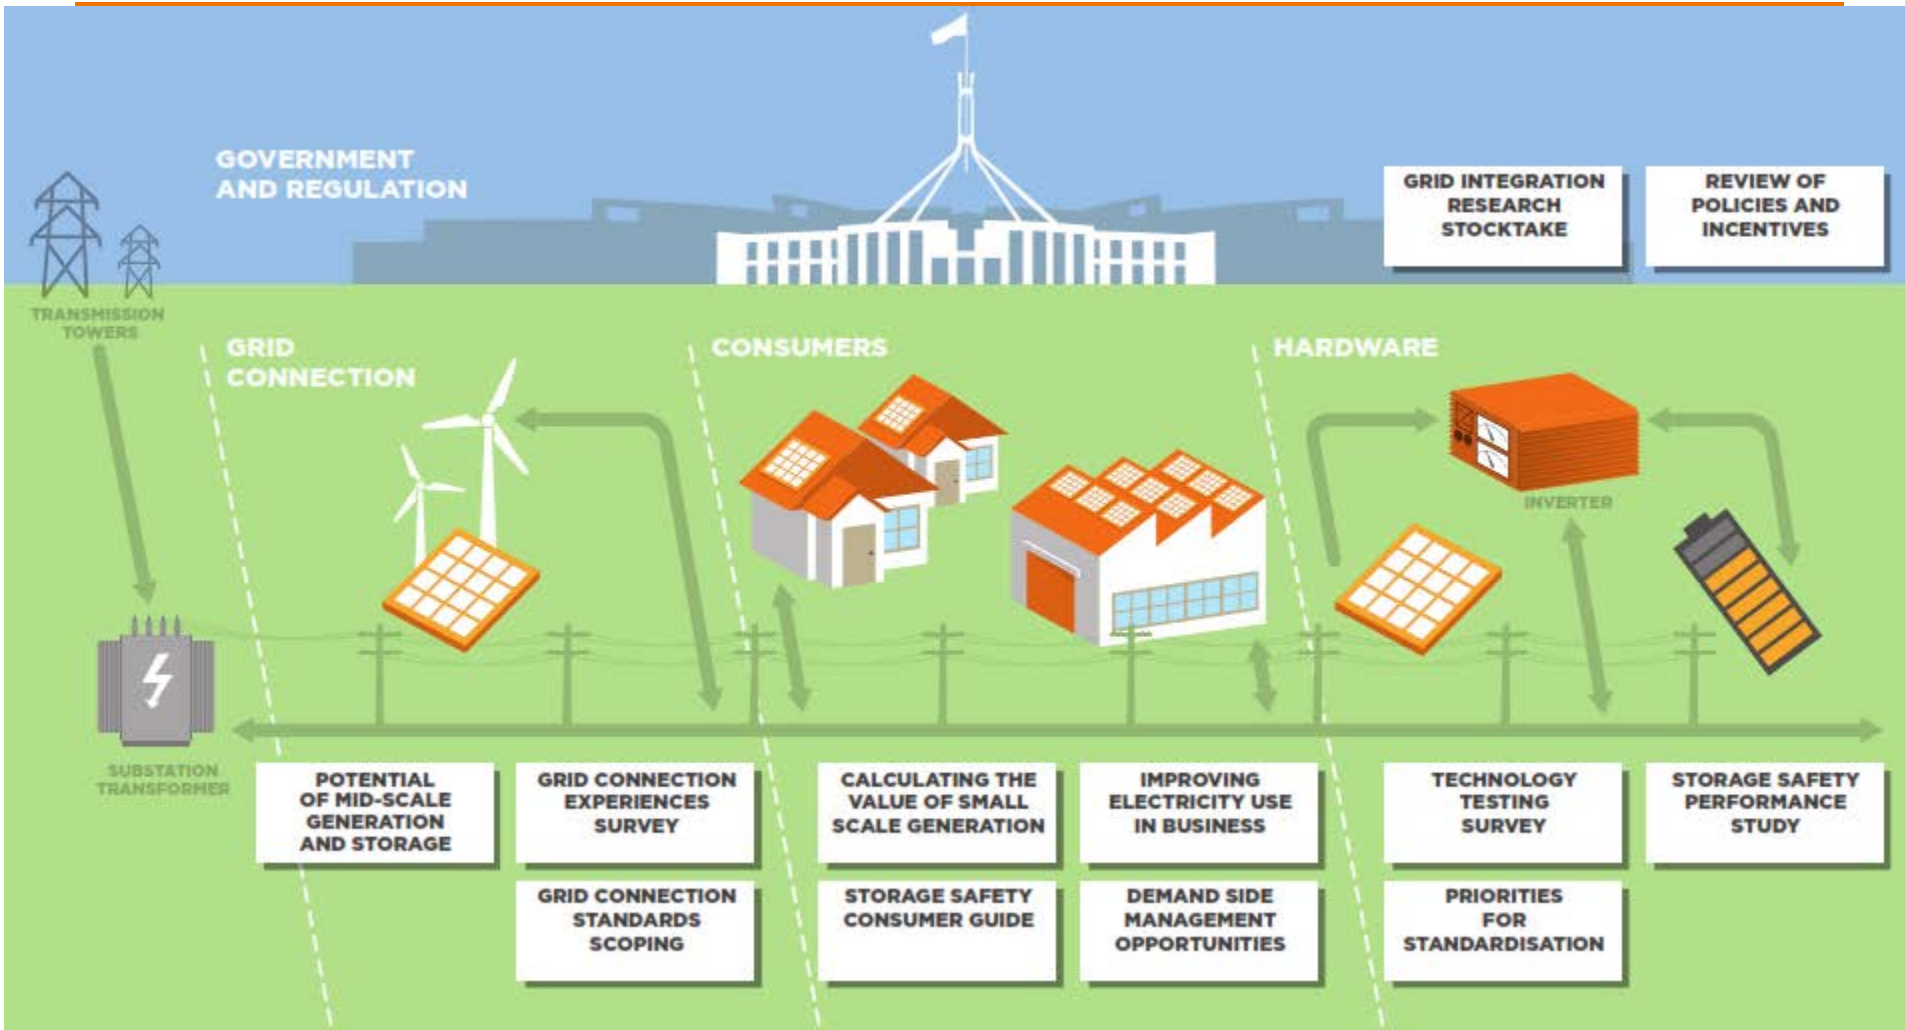 GOVERNMENT
AND REGULATION
GRID INTEGRATION
RESEARCH
STOCKTAKE
REVIEW OF
POLICIES AND
INCENTIVES
TRANSMISSION
TOWERS
GRID
CONNECTION
CONSUMERS
HARDWARE
INVERTER
SUBSTATION
TRANSFORMER
POTENTIAL
OF MID-SCALE
GENERATION
AND STORAGE
GRID CONNECTION
EXPERIENCES
SURVEY
GRID CONNECTION
STANDARDS
SCOPING
CALCULATING THE
VALUE OF SMALL
SCALE GENERATION
STORAGE SAFETY
CONSUMER GUIDE
IMPROVING
ELECTRICITY USE
IN BUSINESS
DEMAND SIDE
MANAGEMENT
OPPORTUNITIES
TECHNOLOGY
TESTING
SURVEY
PRIORITIES
FOR
STANDARDISATION
STORAGE SAFETY
PERFORMANCE
STUDY